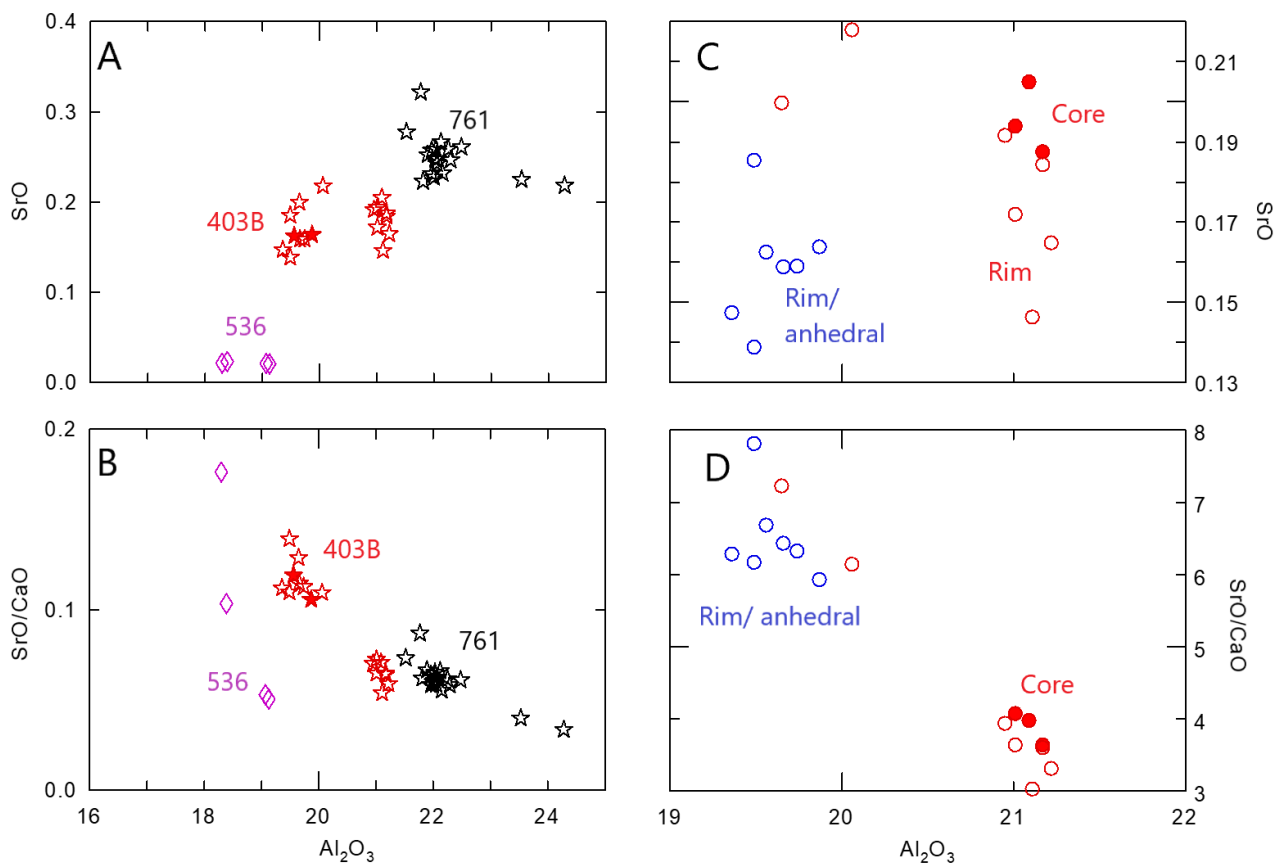 0.4
A
0.3
761
SrO
0.2
403B
0.1
536
0.0
C
0.21
Core
0.19
SrO
0.17
Rim
Rim/
anhedral
0.15
0.13
0.2
B
403B
SrO/CaO
0.1
761
536
0.0
16 18 20 22 24
Al₂O₃
8
D
7
6
Rim/ anhedral
SrO/CaO
5
Core
4
3
19 20 21 22
Al₂O₃